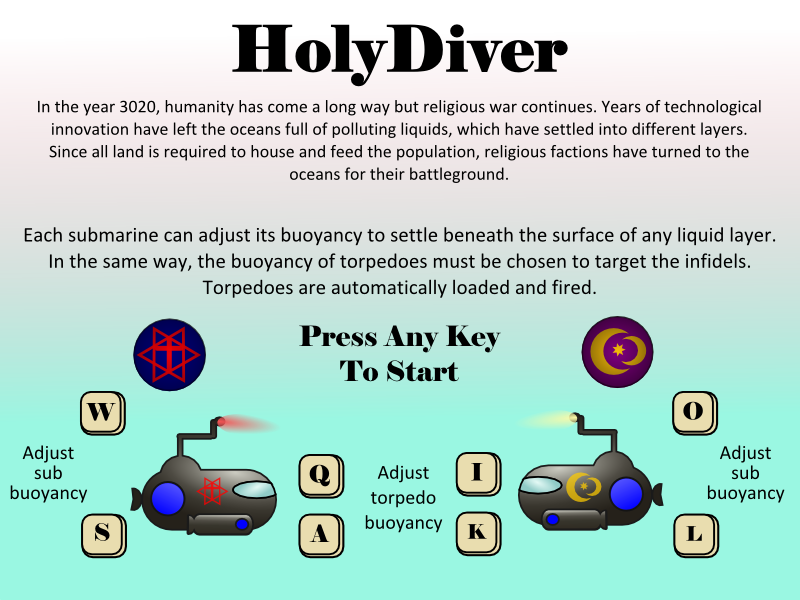 HolyDiver
In the year 3020, humanity has come a long way but religious war continues. Years of technological
innovation have left the oceans full of polluting liquids, which have settled into different layers.
Since all land is required to house and feed the population, religious factions have turned to the
oceans for their battleground.
Each submarine can adjust its buoyancy to settle beneath the surface of any liquid layer.
In the same way, the buoyancy of torpedoes must be chosen to target the infidels.
Torpedoes are automatically loaded and fired.
Press Any Key
To Start
W
Adjust
sub
buoyancy
S
Q
A
Adjust
torpedo
buoyancy
I
K
O
Adjust
sub
buoyancy
L